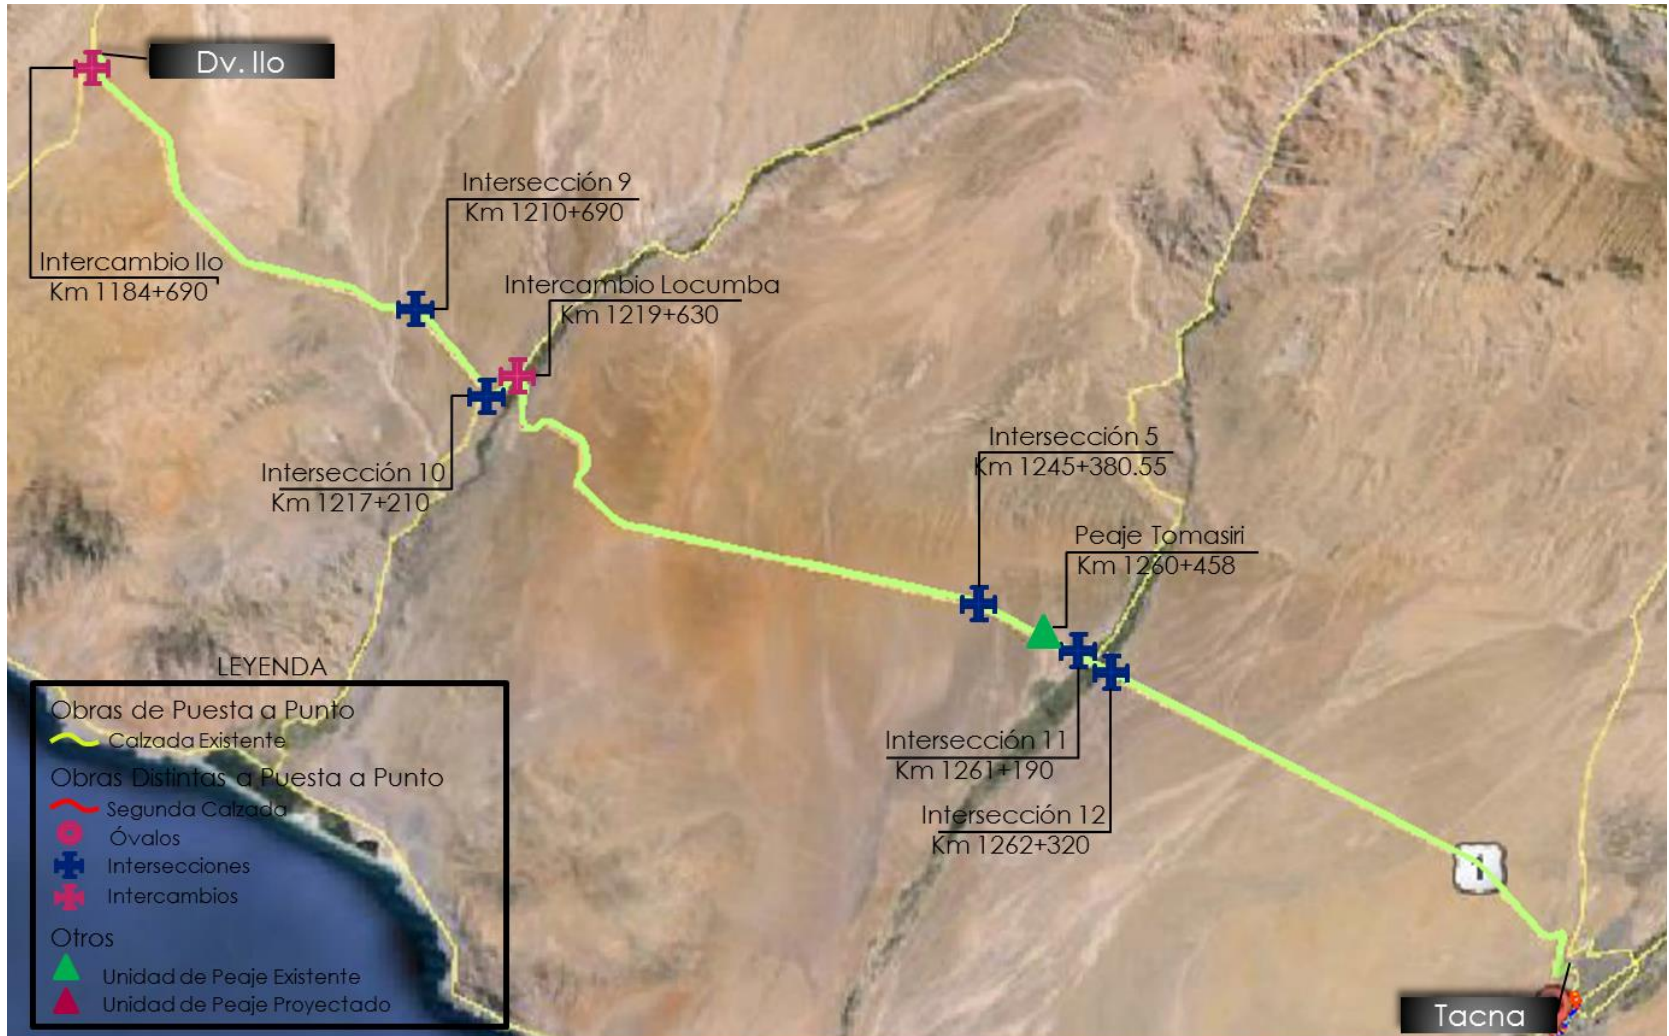 Dv. Ilo
Intersección 9
Km 1210+690
Intercambio Ilo
Km 1184+690
Intercambio Locumba
Km 1219+630
Intersección 10
Km 1217+210
Intersección 5
Km 1245+380.55
Peaje Tomasiri
Km 1260+458
Intersección 11
Km 1261+190
Intersección 12
Km 1262+320
1
Tacna
LEYENDA
Obras de Puesta a Punto
Calzada Existente
Obras Distintas a Puesta a Punto
Segunda Calzada
Óvalos
Intersecciones
Intercambios
Otros
Unidad de Peaje Existente
Unidad de Peaje Proyectado